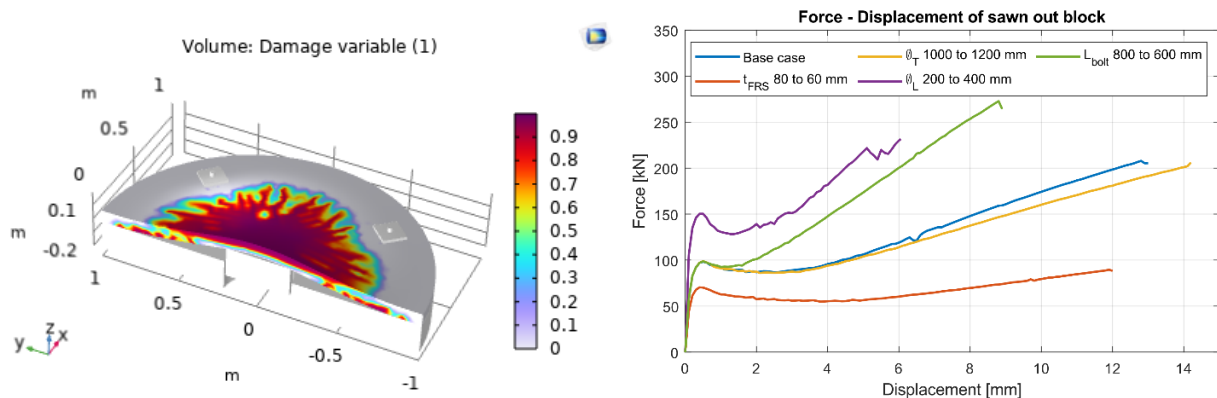 Volume: Damage variable (1)
m
1
0.5
0
0.1
m
-0.2
1
0.5
0
-0.5
-1
m
z
y
x
0.9
0.8
0.7
0.6
0.5
0.4
0.3
0.2
0.1
0
Force - Displacement of sawn out block
Force [kN]
350
300
250
200
150
100
50
0
Base case
t_FRS 80 to 60 mm
∅_T 1000 to 1200 mm
∅_L 200 to 400 mm
L_bolt 800 to 600 mm
0 2 4 6 8 10 12 14
Displacement [mm]